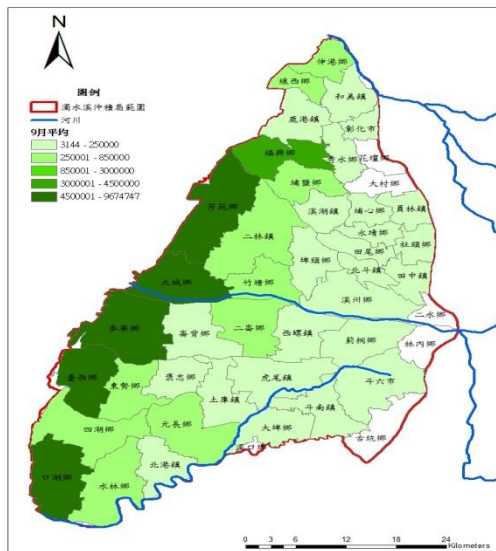 N
圖例
濁水溪沖積扇範圍
河川
9月平均
3144 - 250000
250001 - 850000
850001 - 3000000
3000001 - 4500000
4500001 - 9674747
伸港鄉
線西鄉
和美鎮
鹿港鎮
彰化市
福興鄉
秀水鄉
花壇鄉
芳苑鄉
埔鹽鄉
大村鄉
溪湖鎮
埔心鄉
員林鎮
永靖鄉
二林鎮
埤頭鄉
田尾鄉
社頭鄉
北斗鎮
田中鎮
大城鄉
竹塘鄉
溪州鄉
二水鄉
麥寮鄉
崙背鄉
二崙鄉
西螺鎮
莿桐鄉
林內鄉
臺西鄉
東勢鄉
褒忠鄉
虎尾鎮
斗六市
土庫鎮
斗南鎮
四湖鄉
元長鄉
大埤鄉
古坑鄉
溪口鄉
口湖鄉
水林鄉
北港鎮
0 3 6 12 18 24
Kilometers